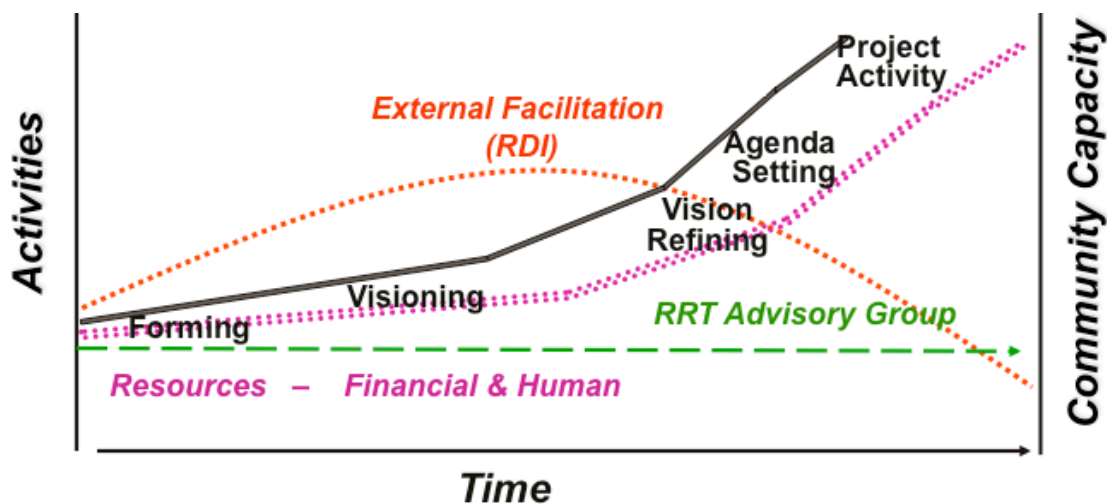 Project
Activity
External Facilitation
(RDI)
Agenda
Setting
Vision
Refining
Visioning
Forming
RRT Advisory Group
Resources – Financial & Human
Activities
Community Capacity
Time